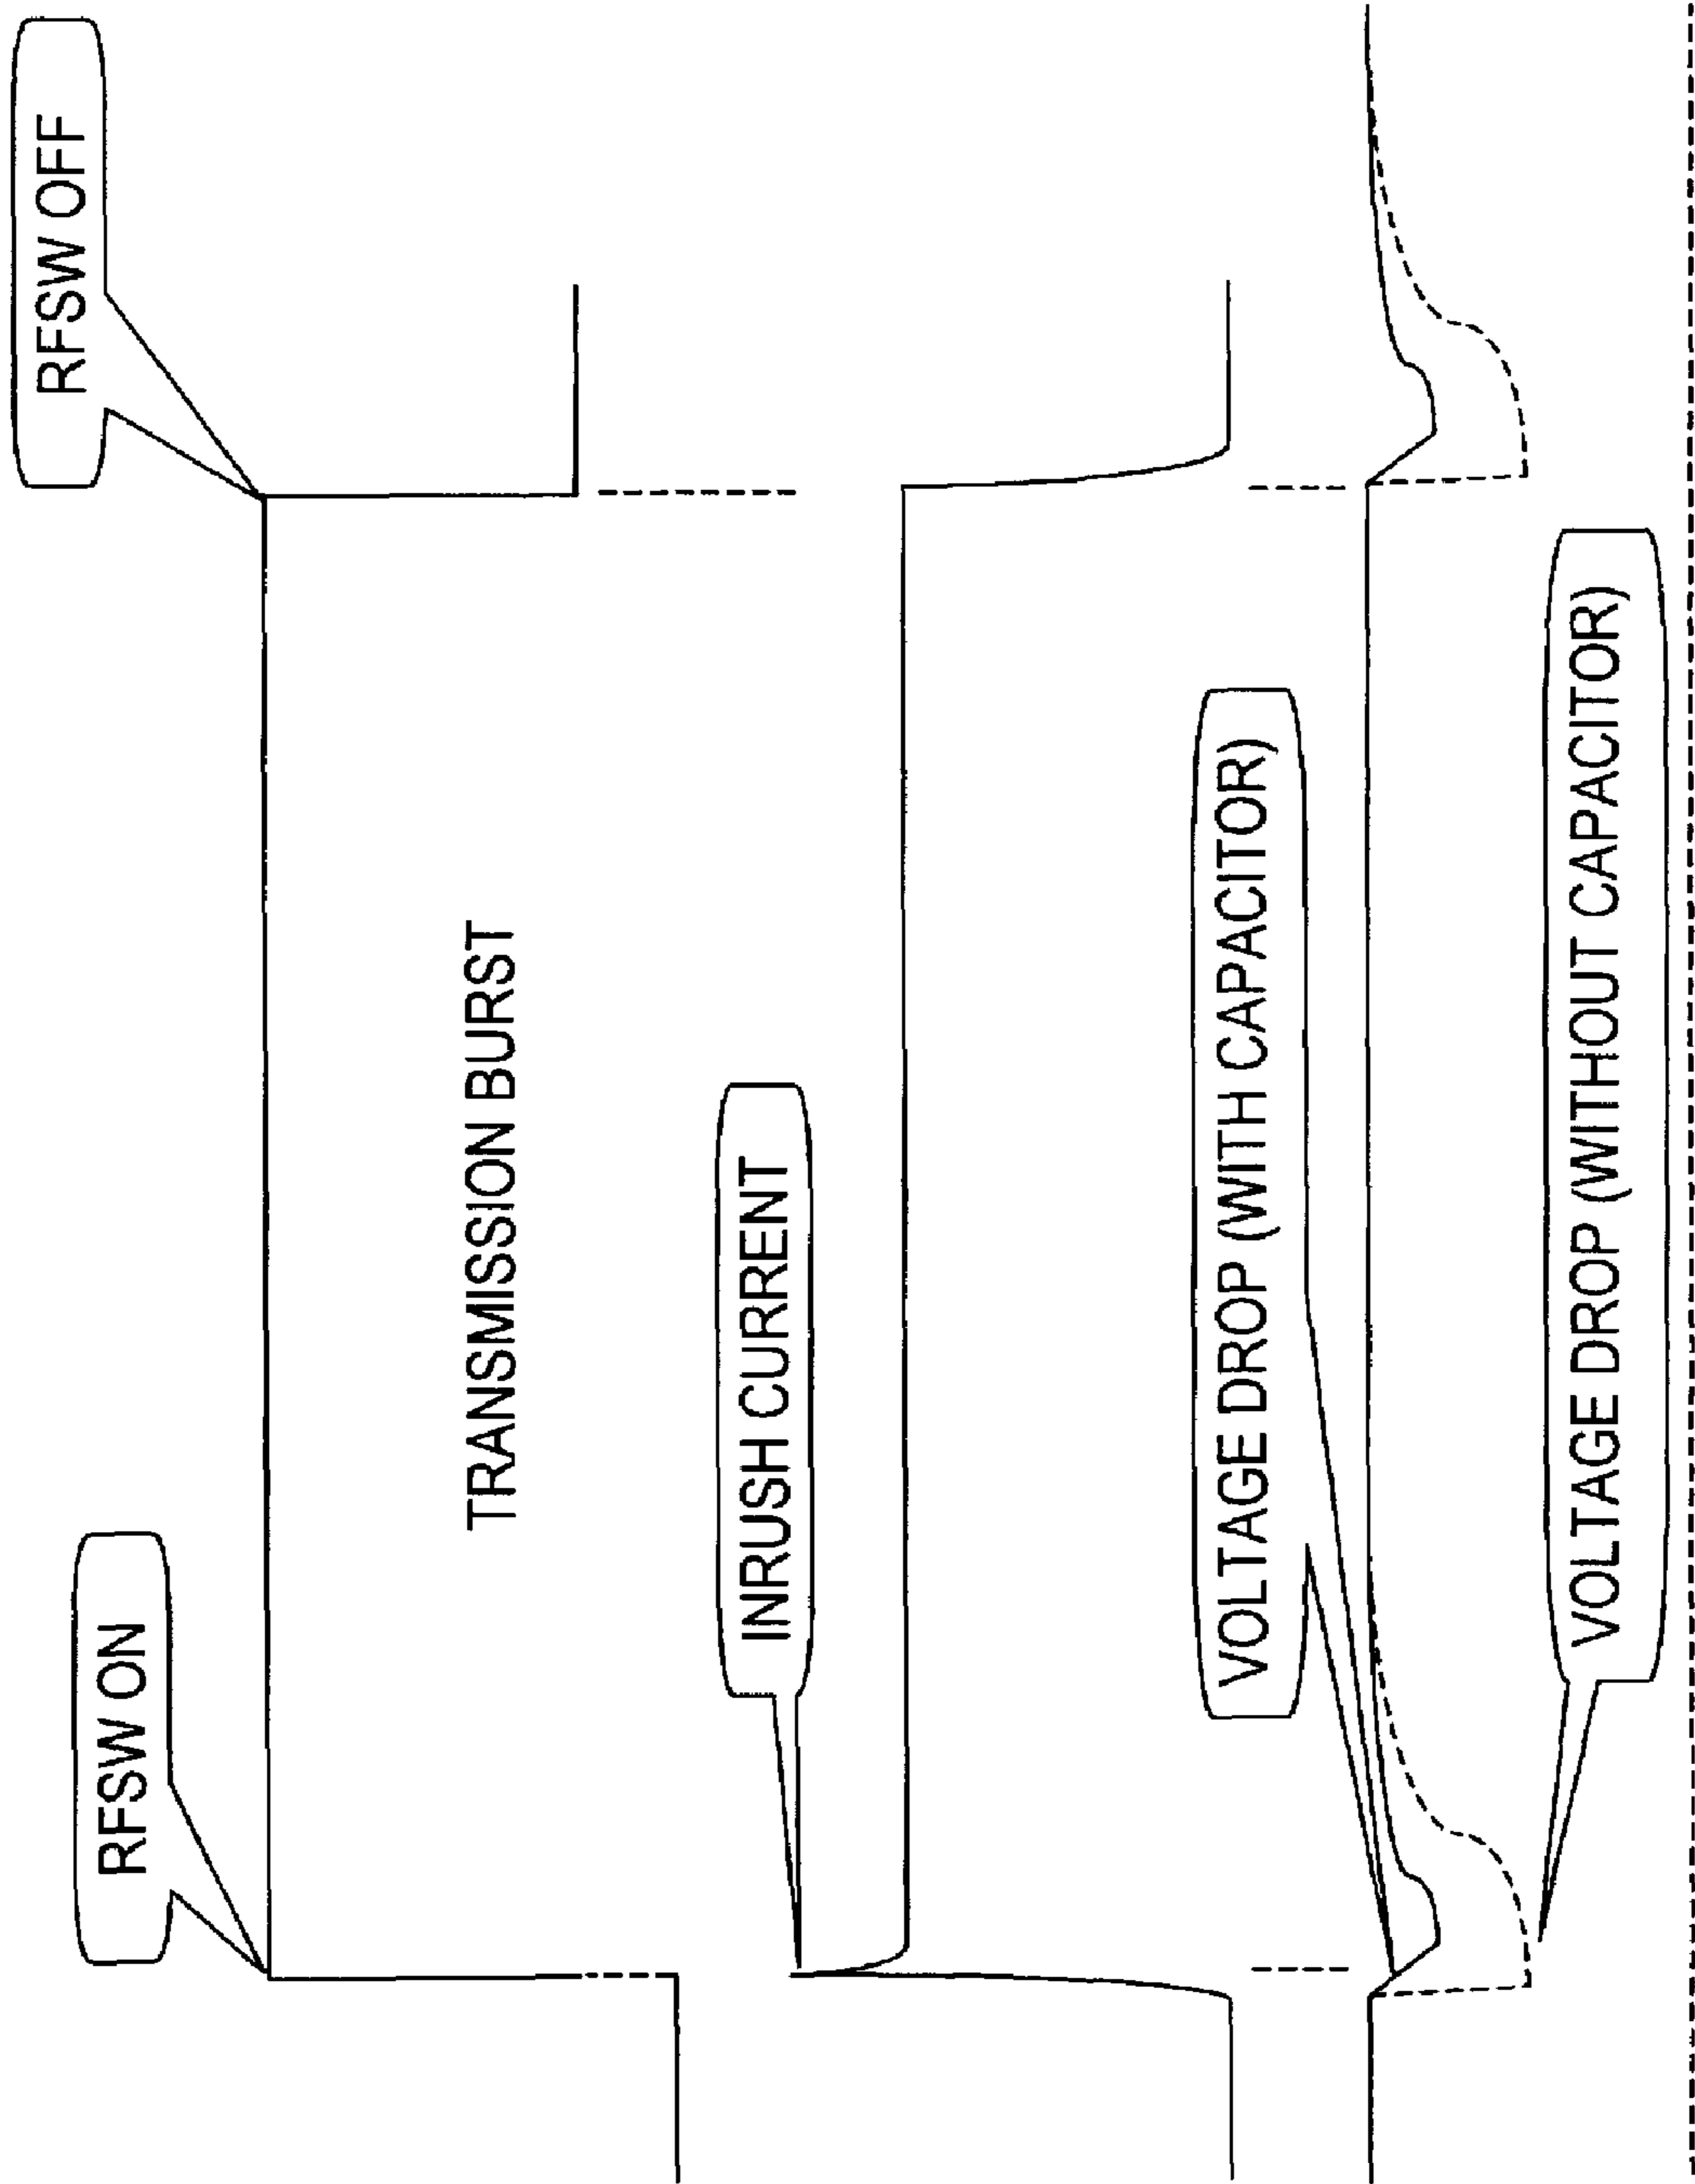 RFSW ON
RFSW OFF
TRANSMISSION BURST
INRUSH CURRENT
VOLTAGE DROP (WITH CAPACITOR)
VOLTAGE DROP (WITHOUT CAPACITOR)